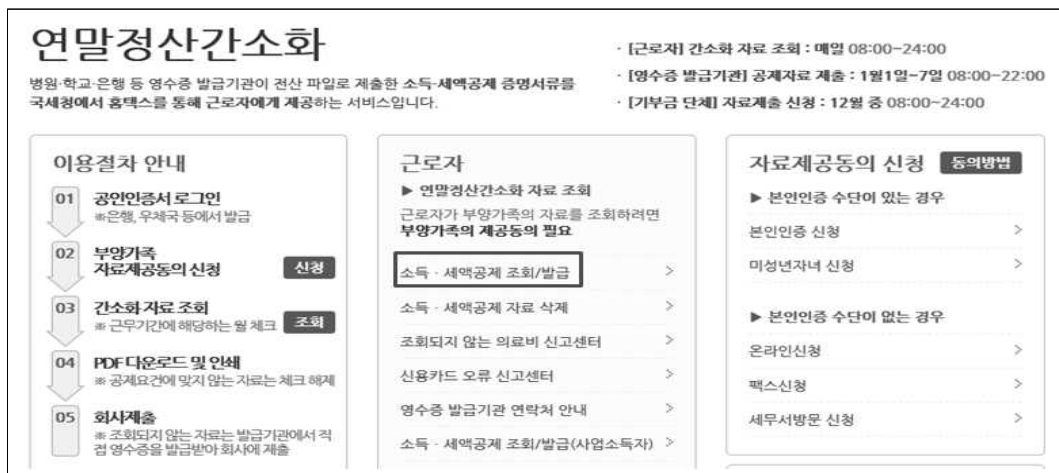 연말정산간소화
병원·학교·은행 등 영수증 발급기관이 전산 파일로 제출한 소득·세액공제 증명서류를
국세청에서 홈택스를 통해 근로자에게 제공하는 서비스입니다.
· [근로자] 간소화 자료 조회 : 매일 08:00~24:00
· [영수증 발급기관] 공제자료 제출 : 1월1일~7일 08:00~22:00
· [기부금 단체] 자료제출 신청 : 12월 중 08:00~24:00
이용절차 안내
01 공인인증서 로그인
※은행, 우체국 등에서 발급
02 부양가족
자료제공동의 신청 신청
03 간소화 자료 조회
※ 근무기간에 해당하는 월 체크 조회
04 PDF 다운로드 및 인쇄
※ 공제요건에 맞지 않는 자료는 체크 해제
05 회사제출
※ 조회되지 않는 자료는 발급기관에서 직
접 영수증을 발급받아 회사에 제출
근로자
▶ 연말정산간소화 자료 조회
근로자가 부양가족의 자료를 조회하려면
부양가족의 제공동의 필요
소득·세액공제 조회/발급 >
소득·세액공제 자료 삭제 >
조회되지 않는 의료비 신고센터 >
신용카드 오류 신고센터 >
영수증 발급기관 연락처 안내 >
소득·세액공제 조회/발급(사업소득자) >
자료제공동의 신청 동의방법
▶ 본인인증 수단이 있는 경우
본인인증 신청 >
미성년자녀 신청 >
▶ 본인인증 수단이 없는 경우
온라인신청 >
팩스신청 >
세무서방문 신청 >